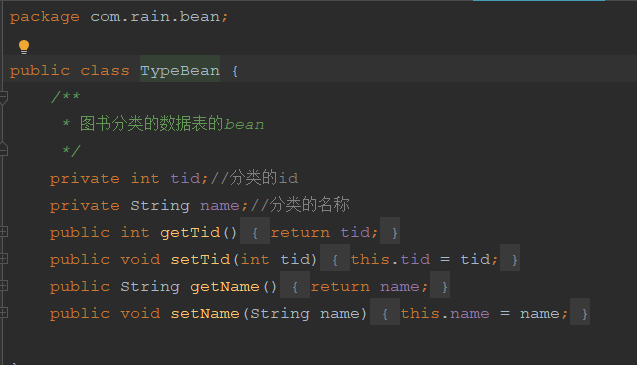 package com.rain.bean;
public class TypeBean {
/**
* 图书分类的数据表的bean
*/
private int tid;//分类的id
private String name;//分类的名称
public int getTid() { return tid; }
public void setTid(int tid) { this.tid = tid; }
public String getName() { return name; }
public void setName(String name) { this.name = name; }
}